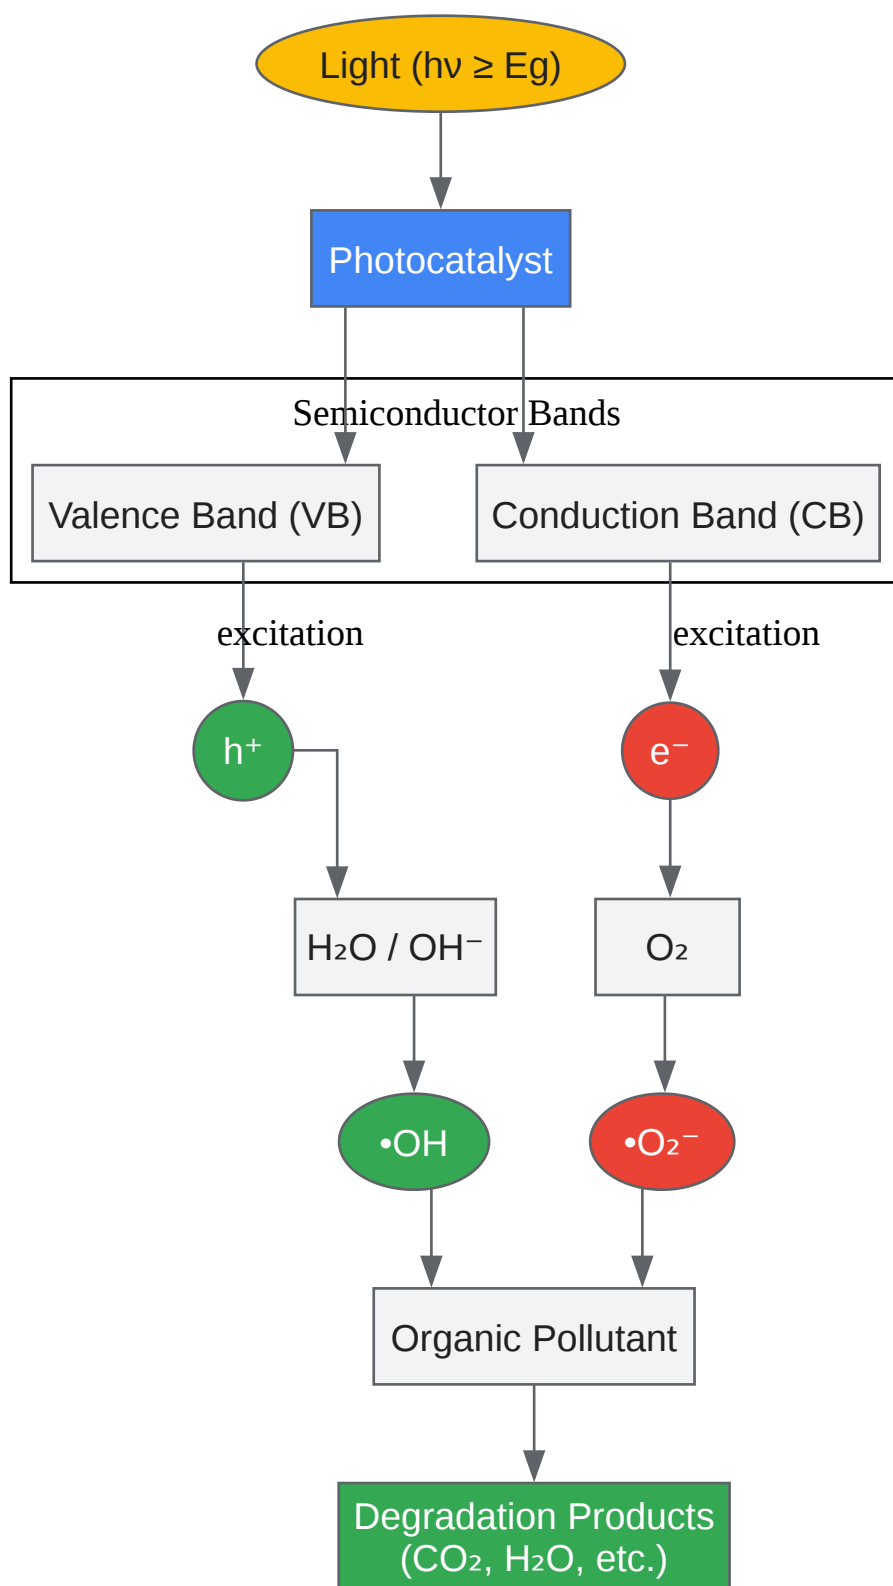 Light (hν ≥ Eg)
Photocatalyst
Semiconductor Bands
Valence Band (VB)
Conduction Band (CB)
excitation
excitation
h⁺
e⁻
H₂O / OH⁻
O₂
•OH
•O₂⁻
Organic Pollutant
Degradation Products
(CO₂, H₂O, etc.)